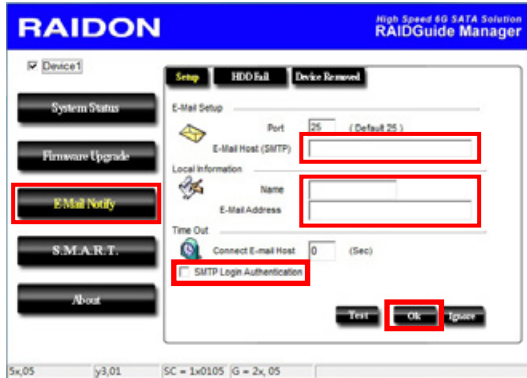 RAIDON
High Speed 6G SATA Solution
RAIDGuide Manager
Device1
Setup HDD Fail Device Removed
System Status
Firmware Upgrade
E-Mail Notify
S.M.A.R.T.
About
E-Mail Setup
Port 25 ( Default 25 )
E-Mail Host (SMTP)
Local Information
Name
E-Mail Address
Time Out
Connect E-mail Host 0 (Sec)
SMTP Login Authentication
Test Ok Ignore
5x,05 y3,01 SC = 1x0105 G = 2x, 05